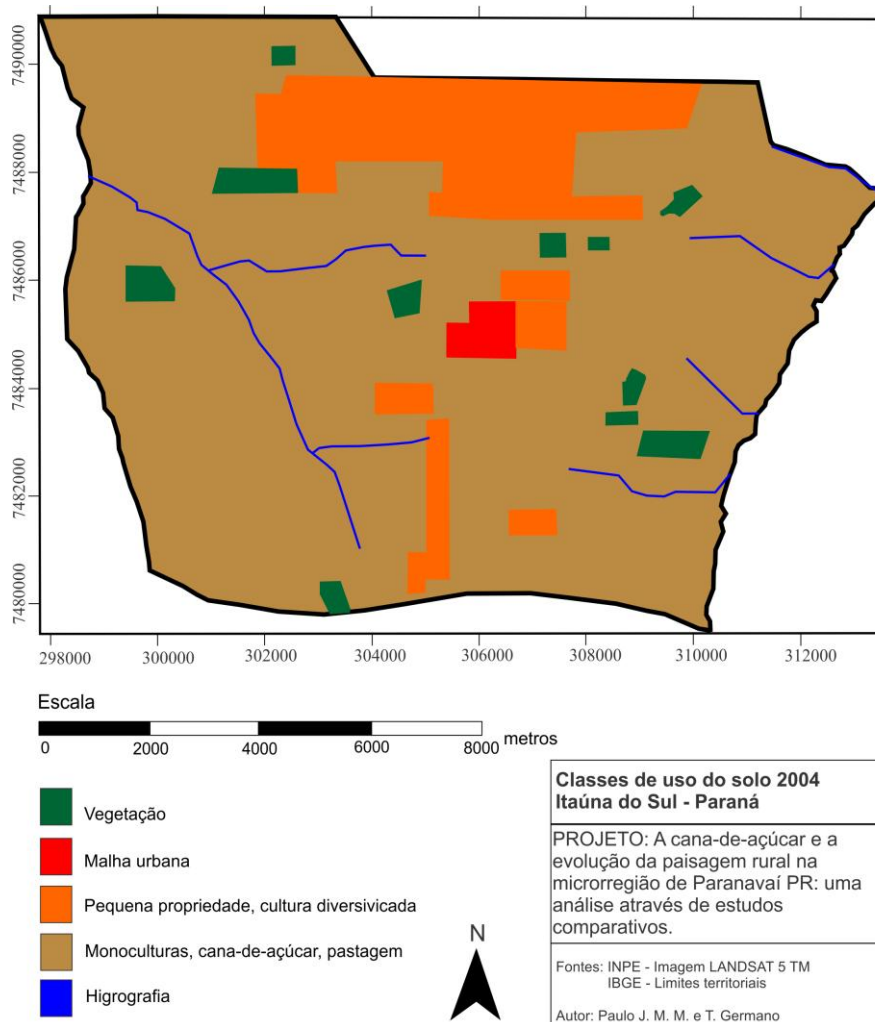 7490000
7488000
7486000
7484000
7482000
7480000
298000 300000 302000 304000 306000 308000 310000 312000
Escala
0 2000 4000 6000 8000 metros
Vegetação
Malha urbana
Pequena propriedade, cultura diversivicada
Monoculturas, cana-de-açúcar, pastagem
Higrografia
N
Classes de uso do solo 2004
Itaúna do Sul - Paraná
PROJETO: A cana-de-açúcar e a
evolução da paisagem rural na
microrregião de Paranavaí PR: uma
análise através de estudos
comparativos.
Fontes: INPE - Imagem LANDSAT 5 TM
IBGE - Limites territoriais
Autor: Paulo J. M. M. e T. Germano